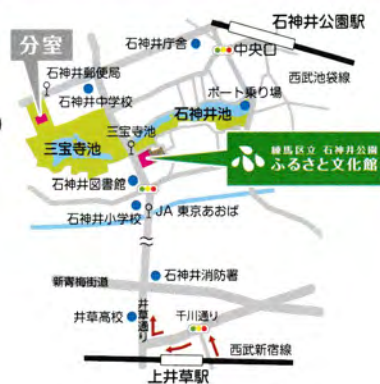 石神井公園駅
石神井庁舎
中央口
分室
西武池袋線
石神井郵便局
石神井中学校
ボート乗り場
石神井池
三宝寺池
三宝寺池
練馬区立 石神井公園
ふるさと文化館
石神井図書館
石神井小学校
JA 東京あおば
石神井消防署
新青梅街道
井草通り
井草高校
千川通り
西武新宿線
上井草駅